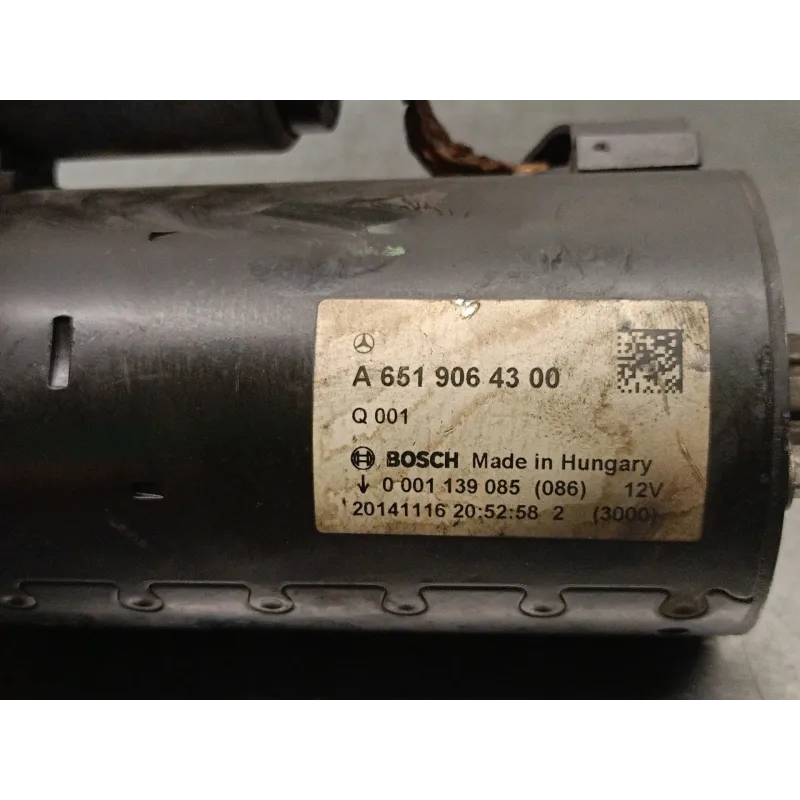 A 651 906 43 00
Q 001
BOSCH Made in Hungary
↓ 0 001 139 085 (086) 12V
20141116 20:52:58 2 (3000)